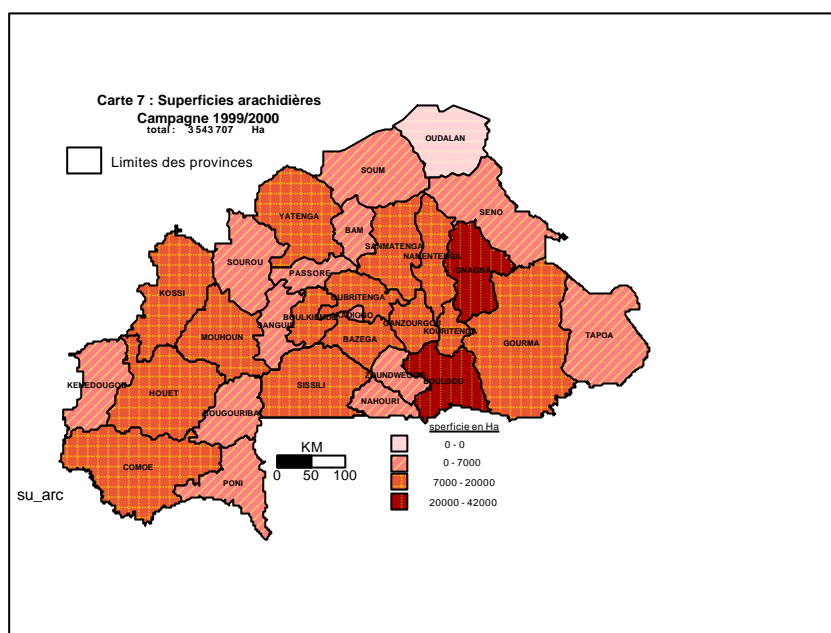 Carte 7 : Superficies arachidières
Campagne 1999/2000
total : 3 543 707 Ha
Limites des provinces
OUDALAN
SOUM
SENO
YATENGA
BAM
SANMATENGA
NAMENTENGA
GNAGNA
SOUROU
PASSORE
KOSSI
OUBRITENGA
SANGUIE
BOULKIEMDE
KADIOGO
GANZOURGOU
KOURITENGA
MOUHOUN
BAZEGA
GOURMA
TAPOA
ZOUNDWEOGO
BOULGOU
KENEDOUGOU
HOUET
SISSILI
NAHOURI
BOUGOURIBA
COMOE
PONI
sperficie en Ha
0 - 0
0 - 7000
7000 - 20000
20000 - 42000
KM
0 50 100
su_arc